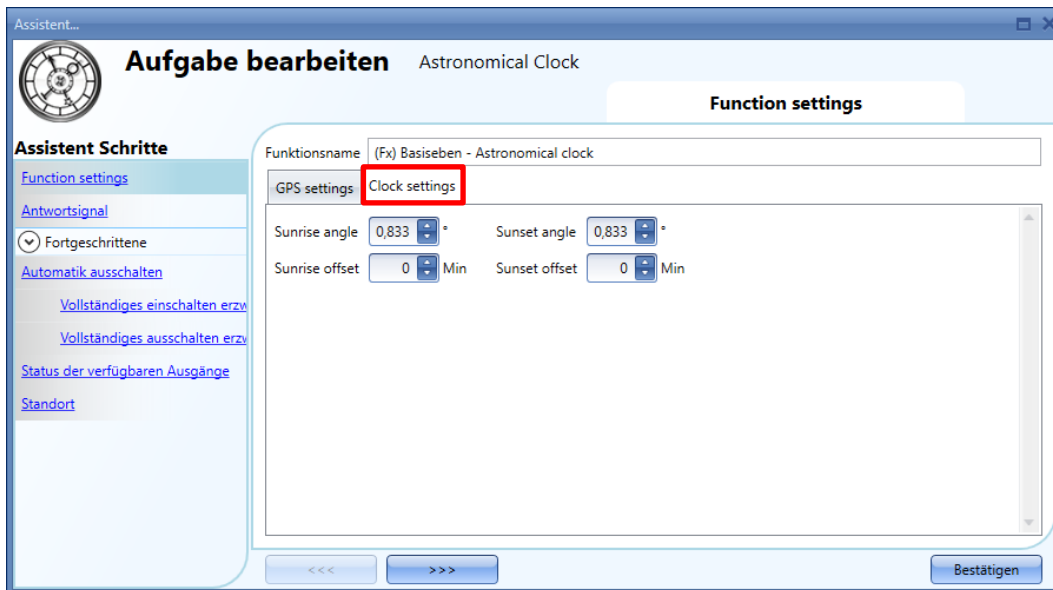 Assistent...
Aufgabe bearbeiten Astronomical Clock
Function settings
Assistent Schritte
Function settings
Antwortsignal
Fortgeschrittene
Automatik ausschalten
Vollständiges einschalten erzw
Vollständiges ausschalten erzw
Status der verfügbaren Ausgänge
Standort
Funktionsname (Fx) Basiseben - Astronomical clock
GPS settings Clock settings
Sunrise angle 0,833 ° Sunset angle 0,833 °
Sunrise offset 0 Min Sunset offset 0 Min
<<< >>> Bestätigen